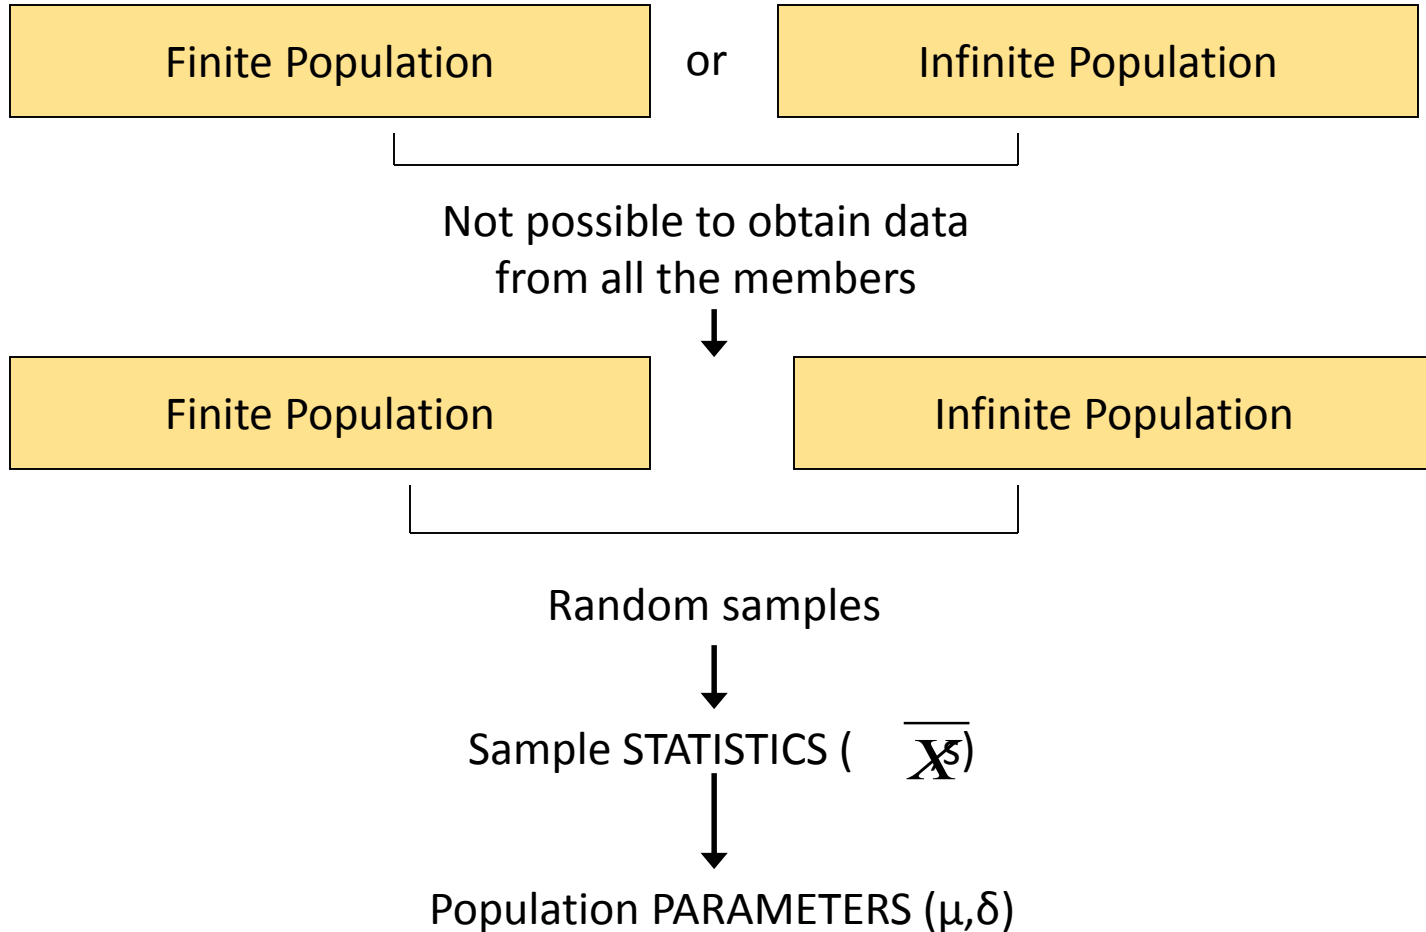 Finite Population or Infinite Population
Not possible to obtain data
from all the members
Finite Population Infinite Population
Random samples
Sample STATISTICS ( X̅,s)
Population PARAMETERS (µ,δ)